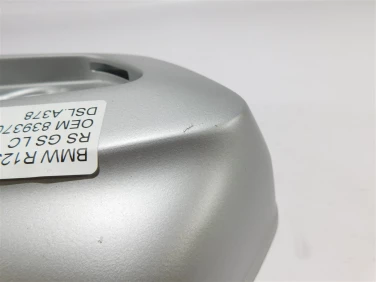 BMW R12
RS GS LC
OEM 83937
DSL.A378